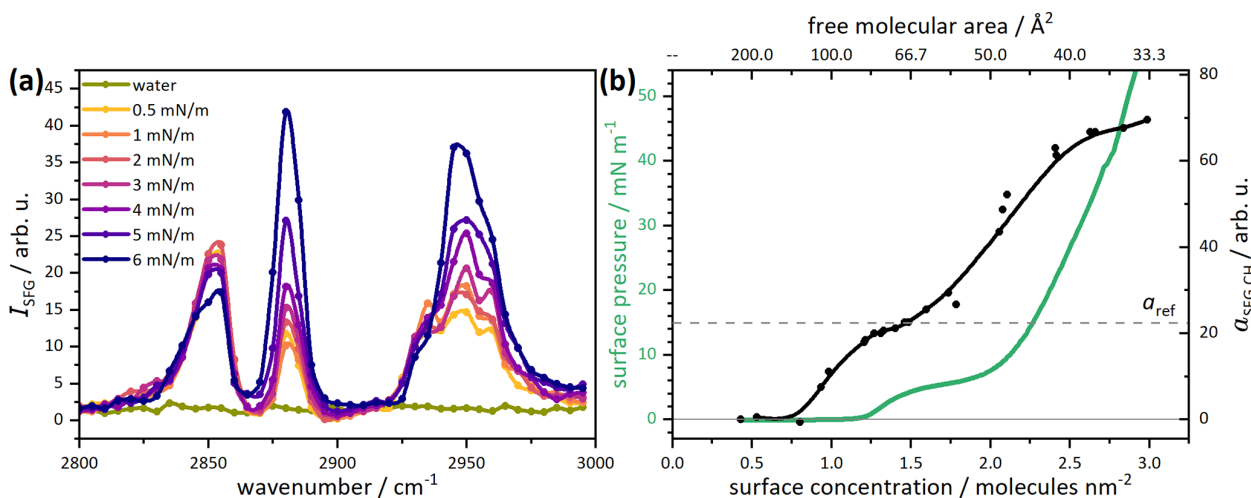 (a)
I_SFG / arb. u.
45
40
35
30
25
20
15
10
5
0
water
0.5 mN/m
1 mN/m
2 mN/m
3 mN/m
4 mN/m
5 mN/m
6 mN/m
2800 2850 2900 2950 3000
wavenumber / cm⁻¹
free molecular area / Å²
-- 200.0 100.0 66.7 50.0 40.0 33.3
(b)
surface pressure / mN m⁻¹
50
40
30
20
10
0
a_ref
80
60
40
20
0
a_SFG,CH / arb. u.
0.0 0.5 1.0 1.5 2.0 2.5 3.0
surface concentration / molecules nm⁻²